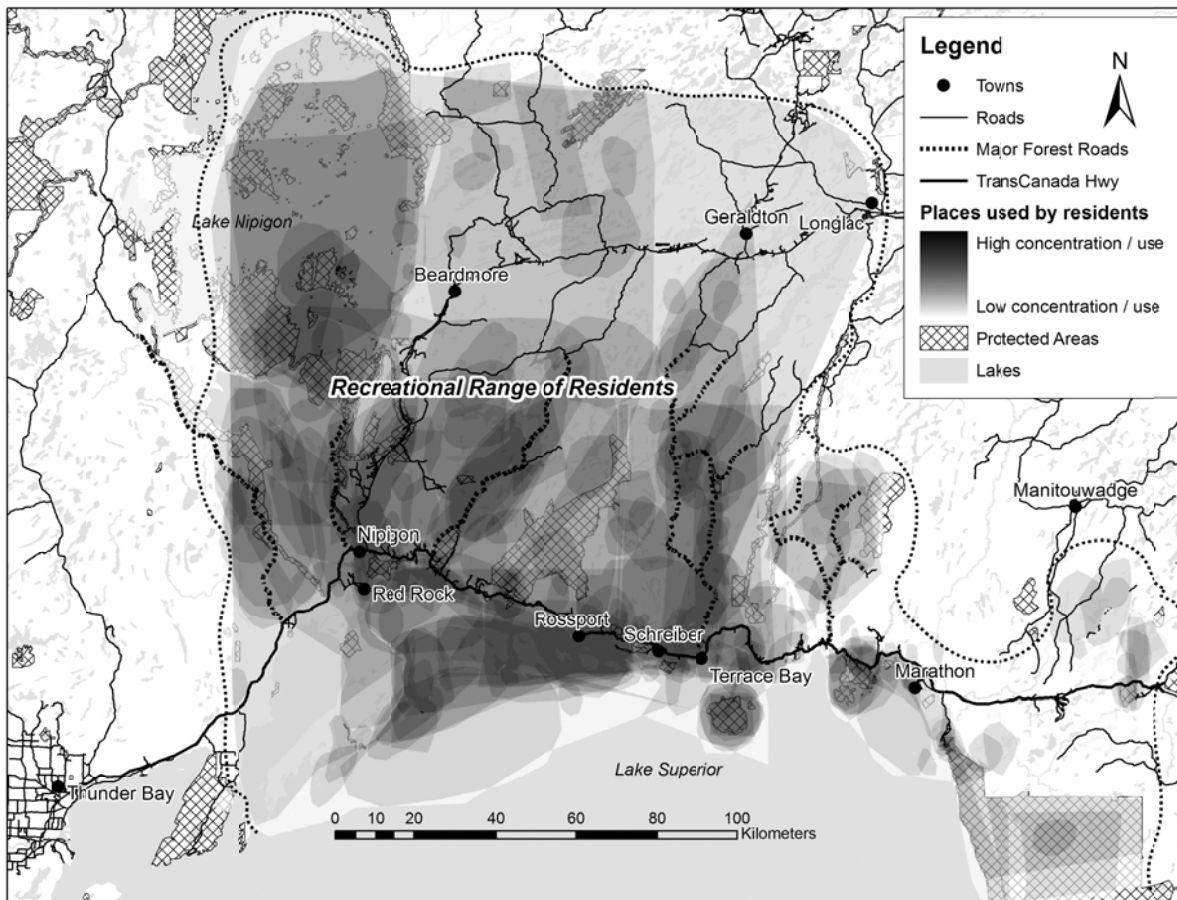 Legend
N
Towns
Roads
Major Forest Roads
TransCanada Hwy
Places used by residents
High concentration / use
Low concentration / use
Protected Areas
Lakes
Lake Nipigon
Geraldton
Longlac
Beardmore
Recreational Range of Residents
Manitouwadge
Nipigon
Red Rock
Rossport
Schreiber
Terrace Bay
Marathon
Lake Superior
Thunder Bay
0 10 20 40 60 80 100
Kilometers